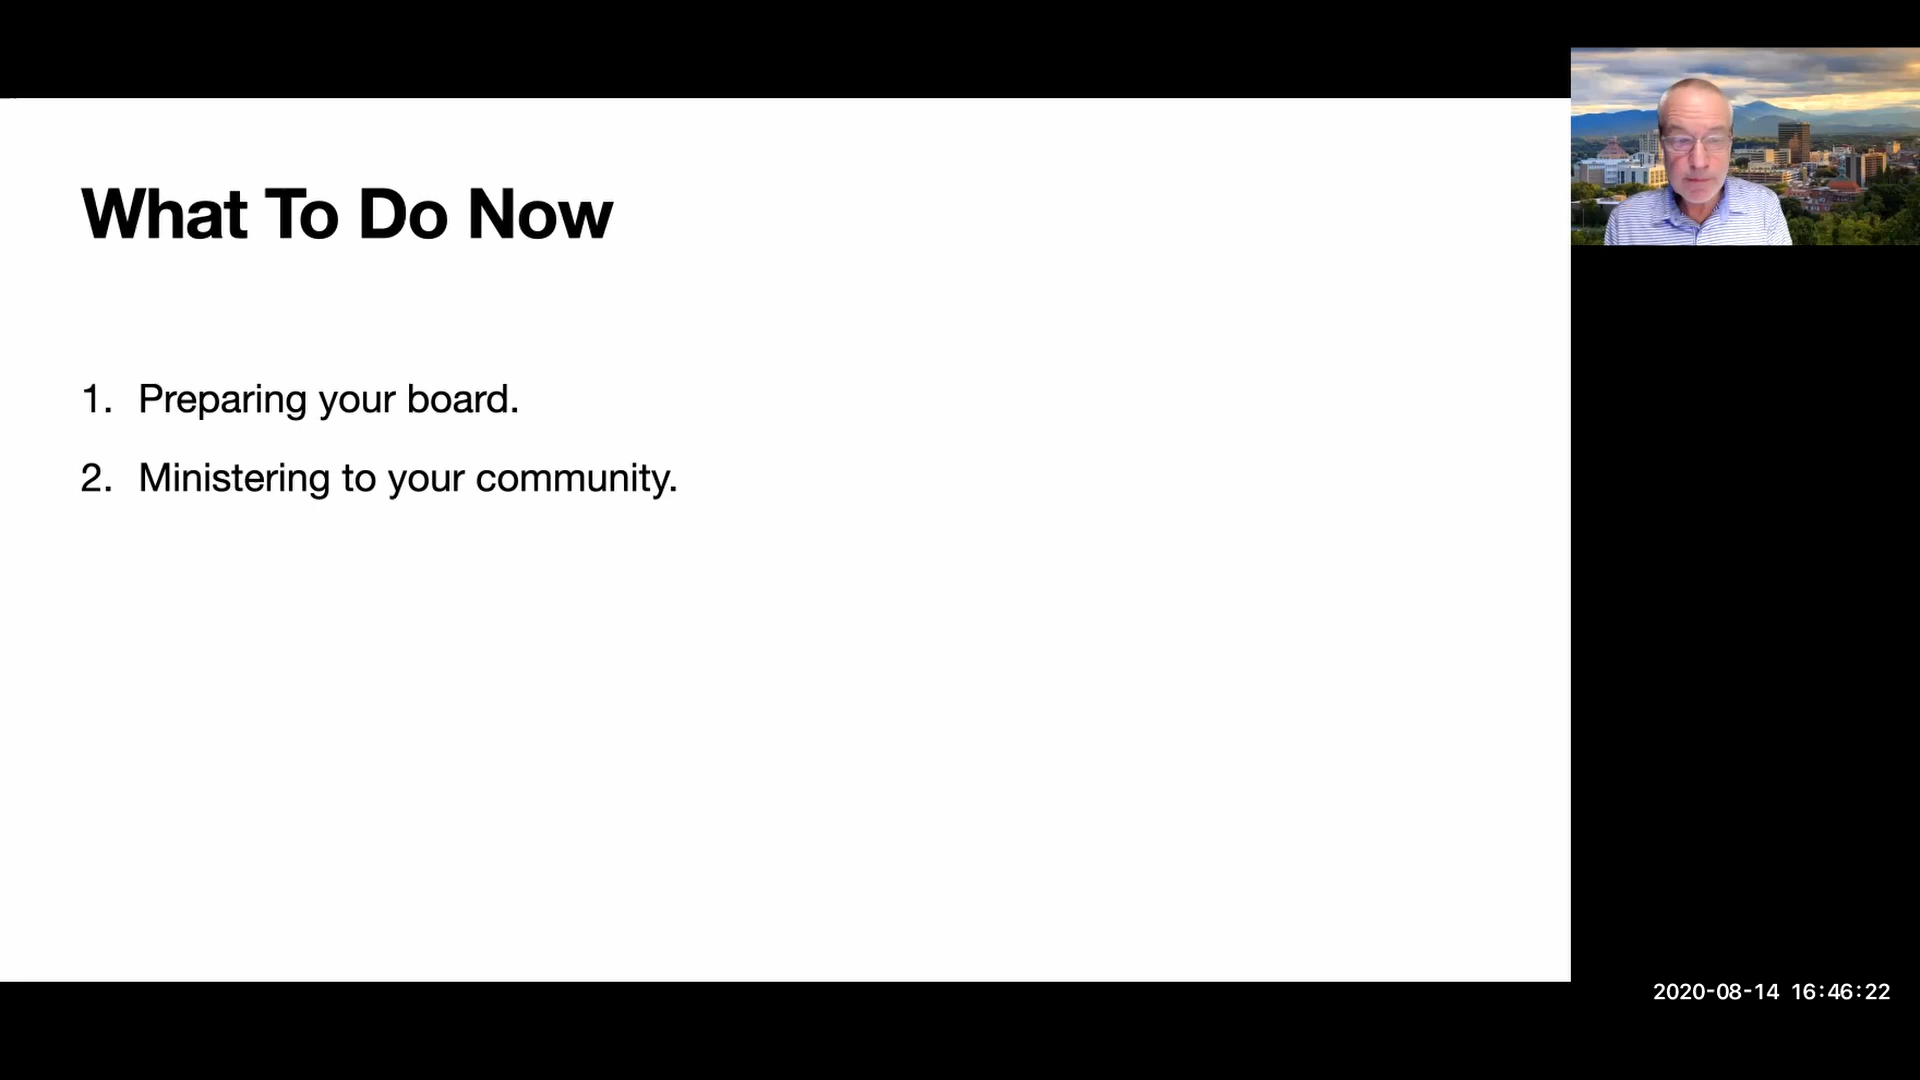 What To Do Now
1. Preparing your board.
2. Ministering to your community.
2020-08-14 16:46:22